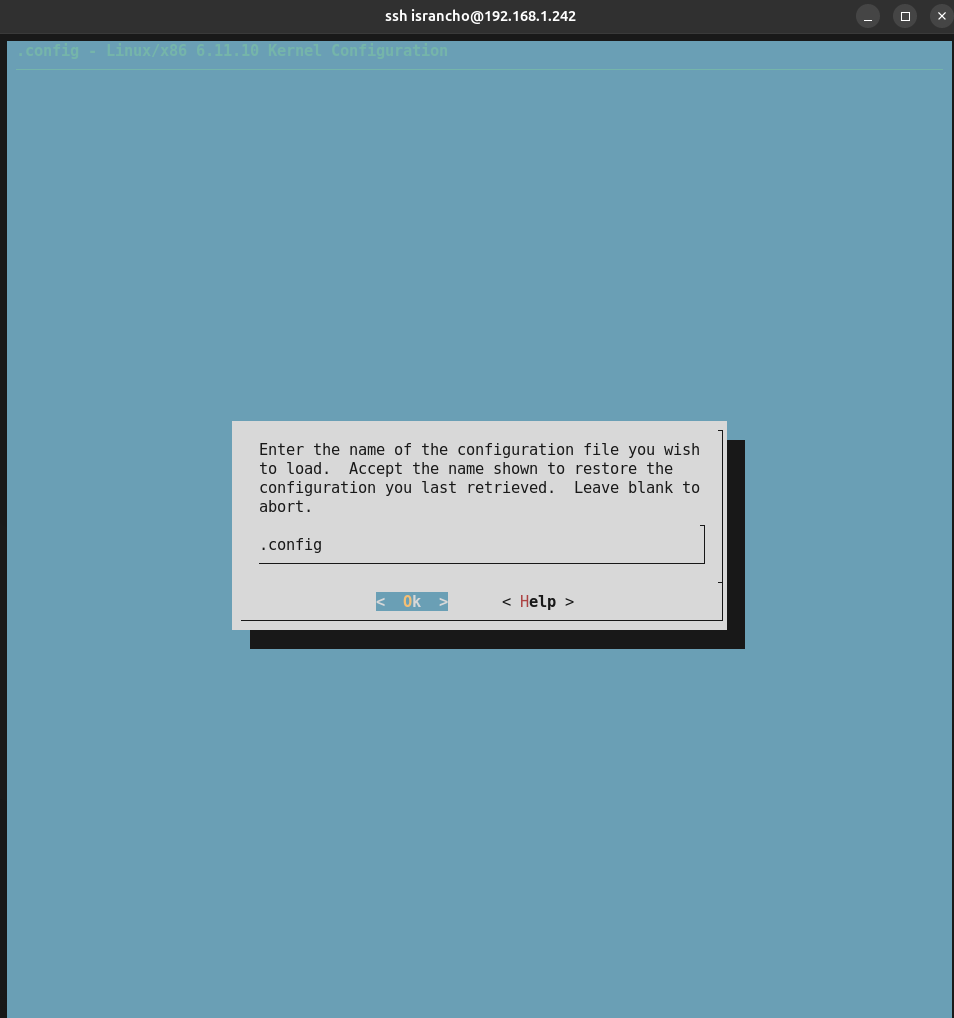 ssh israncho@192.168.1.242
.config - Linux/x86 6.11.10 Kernel Configuration
Enter the name of the configuration file you wish
to load.  Accept the name shown to restore the
configuration you last retrieved.  Leave blank to
abort.
.config
<  Ok  >      < Help >